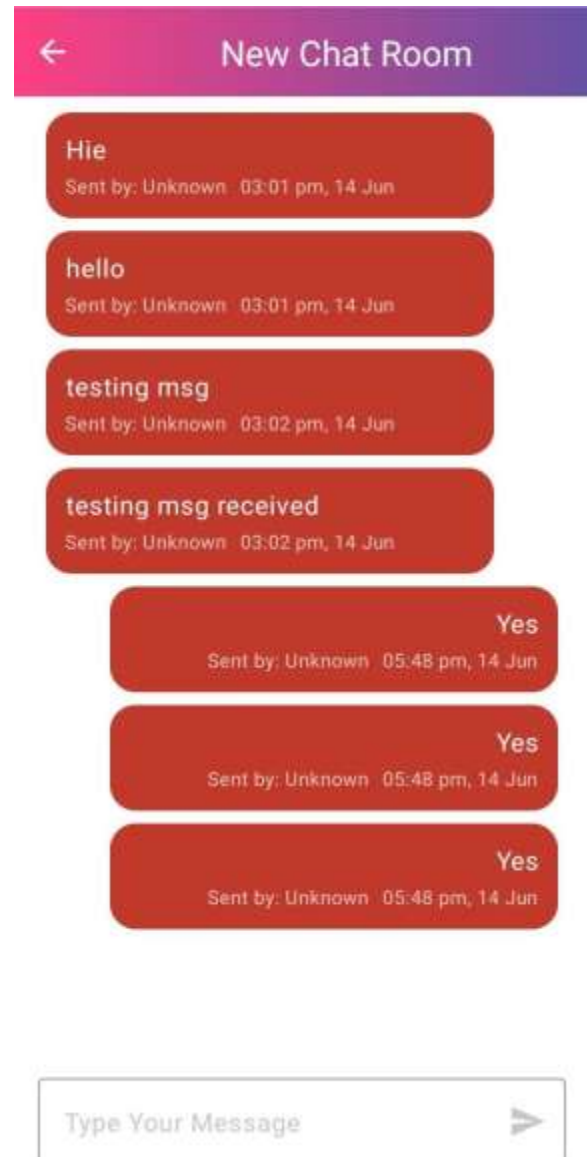 New Chat Room
Hie
Sent by: Unknown 03:01 pm, 14 Jun
hello
Sent by: Unknown 03:01 pm, 14 Jun
testing msg
Sent by: Unknown 03:02 pm, 14 Jun
testing msg received
Sent by: Unknown 03:02 pm, 14 Jun
Yes
Sent by: Unknown 05:48 pm, 14 Jun
Yes
Sent by: Unknown 05:48 pm, 14 Jun
Yes
Sent by: Unknown 05:48 pm, 14 Jun
Type Your Message